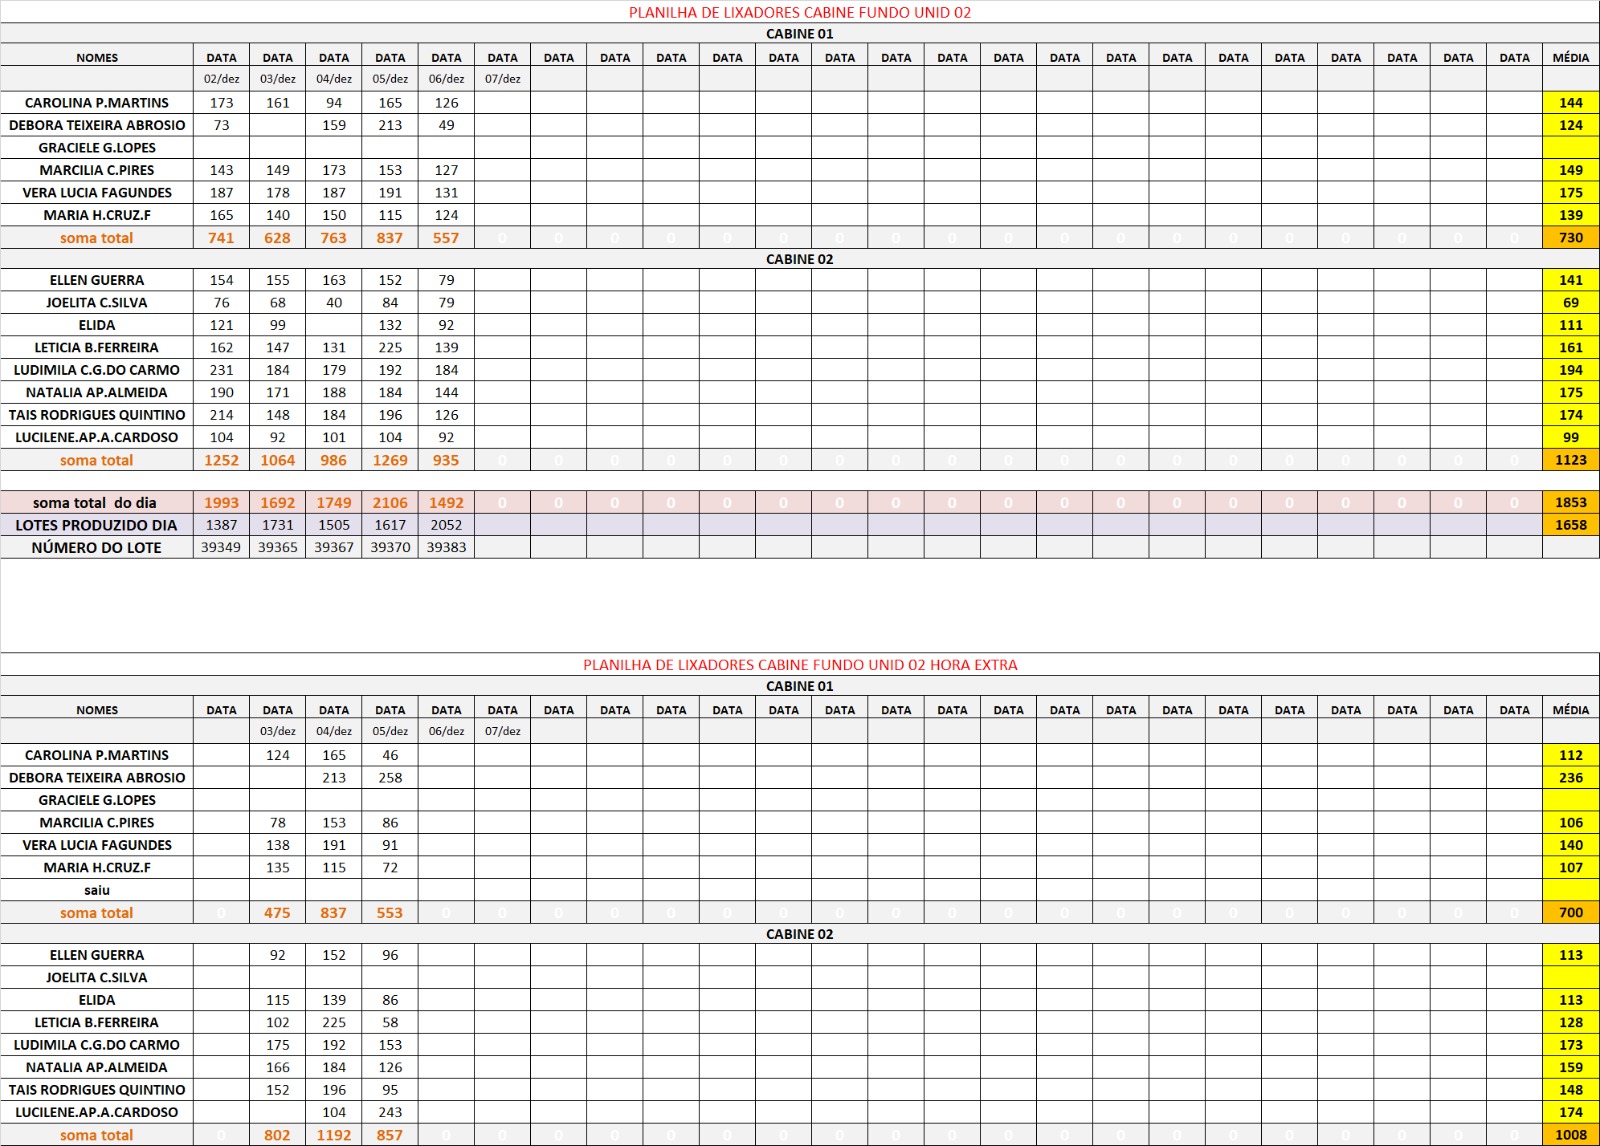 PLANILHA DE LIXADORES CABINE FUNDO UNID 02
CABINE 01
NOMES DATA DATA DATA DATA DATA DATA DATA DATA DATA DATA DATA DATA DATA DATA DATA DATA DATA DATA DATA DATA DATA DATA DATA DATA MÉDIA
02/dez 03/dez 04/dez 05/dez 06/dez 07/dez
CAROLINA P.MARTINS 173 161 94 165 126 144
DEBORA TEIXEIRA ABROSIO 73 159 213 49 124
GRACIELE G.LOPES
MARCILIA C.PIRES 143 149 173 153 127 149
VERA LUCIA FAGUNDES 187 178 187 191 131 175
MARIA H.CRUZ.F 165 140 150 115 124 139
soma total 741 628 763 837 557 0 0 0 0 0 0 0 0 0 0 0 0 0 0 0 0 0 0 0 730
CABINE 02
ELLEN GUERRA 154 155 163 152 79 141
JOELITA C.SILVA 76 68 40 84 79 69
ELIDA 121 99 132 92 111
LETICIA B.FERREIRA 162 147 131 225 139 161
LUDIMILA C.G.DO CARMO 231 184 179 192 184 194
NATALIA AP.ALMEIDA 190 171 188 184 144 175
TAIS RODRIGUES QUINTINO 214 148 184 196 126 174
LUCILENE.AP.A.CARDOSO 104 92 101 104 92 99
soma total 1252 1064 986 1269 935 0 0 0 0 0 0 0 0 0 0 0 0 0 0 0 0 0 0 0 1123
soma total do dia 1993 1692 1749 2106 1492 0 0 0 0 0 0 0 0 0 0 0 0 0 0 0 0 0 0 0 1853
LOTES PRODUZIDO DIA 1387 1731 1505 1617 2052 1658
NÚMERO DO LOTE 39349 39365 39367 39370 39383
PLANILHA DE LIXADORES CABINE FUNDO UNID 02 HORA EXTRA
CABINE 01
NOMES DATA DATA DATA DATA DATA DATA DATA DATA DATA DATA DATA DATA DATA DATA DATA DATA DATA DATA DATA DATA DATA DATA DATA DATA MÉDIA
03/dez 04/dez 05/dez 06/dez 07/dez
CAROLINA P.MARTINS 124 165 46 112
DEBORA TEIXEIRA ABROSIO 213 258 236
GRACIELE G.LOPES
MARCILIA C.PIRES 78 153 86 106
VERA LUCIA FAGUNDES 138 191 91 140
MARIA H.CRUZ.F 135 115 72 107
saiu
soma total 0 475 837 553 0 0 0 0 0 0 0 0 0 0 0 0 0 0 0 0 0 0 0 0 700
CABINE 02
ELLEN GUERRA 92 152 96 113
JOELITA C.SILVA
ELIDA 115 139 86 113
LETICIA B.FERREIRA 102 225 58 128
LUDIMILA C.G.DO CARMO 175 192 153 173
NATALIA AP.ALMEIDA 166 184 126 159
TAIS RODRIGUES QUINTINO 152 196 95 148
LUCILENE.AP.A.CARDOSO 104 243 174
soma total 0 802 1192 857 0 0 0 0 0 0 0 0 0 0 0 0 0 0 0 0 0 0 0 0 1008